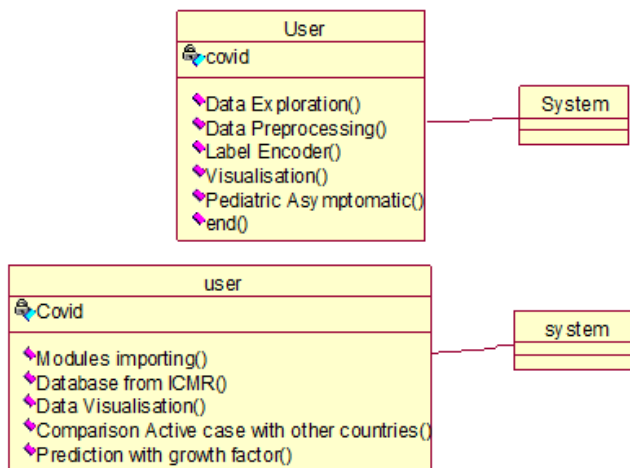 User
covid
Data Exploration()
Data Preprocessing()
Label Encoder()
Visualisation()
Pediatric Asymptomatic()
end()
System
user
Covid
Modules importing()
Database from ICMR()
Data Visualisation()
Comparison Active case with other countries()
Prediction with growth factor()
system